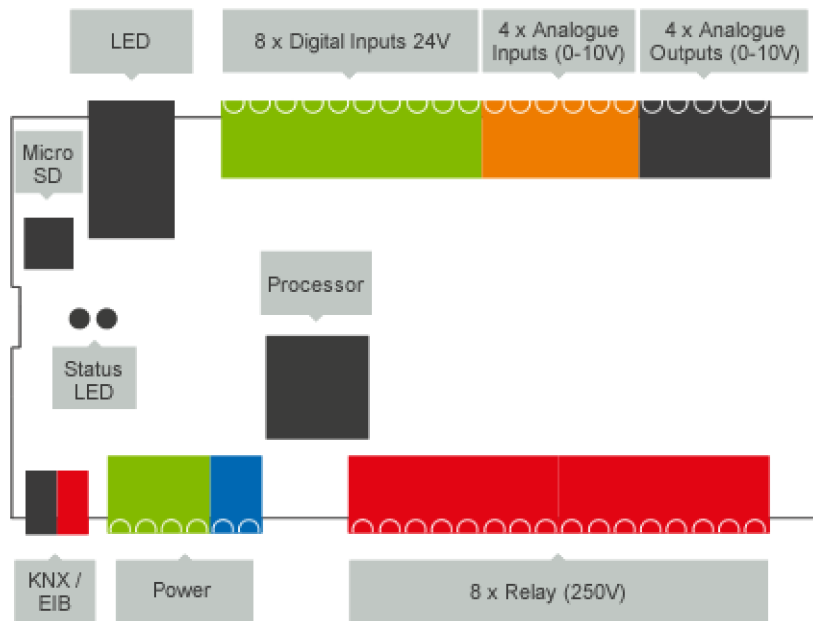 LED
8 x Digital Inputs 24V
4 x Analogue
Inputs (0-10V)
4 x Analogue
Outputs (0-10V)
Micro
SD
Processor
Status
LED
KNX /
EIB
Power
8 x Relay (250V)